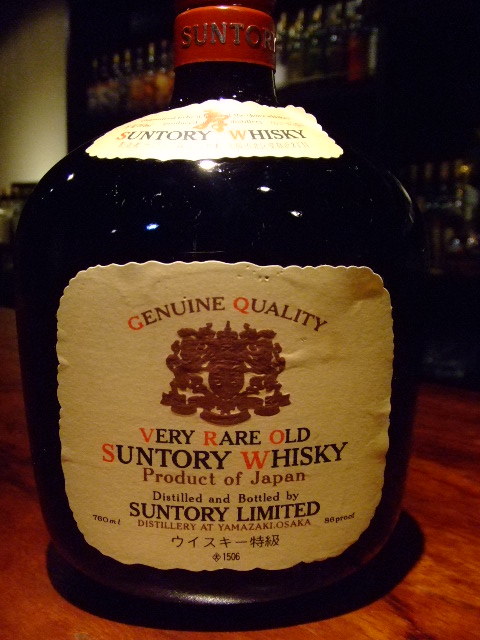 SUNTOR
SUNTORY WHISKY
GENUINE QUALITY
VERY RARE OLD
SUNTORY WHISKY
Product of Japan
Distilled and Bottled by
SUNTORY LIMITED
760ml DISTILLERY AT YAMAZAKI.OSAKA 86proof
ウイスキー特級
1506